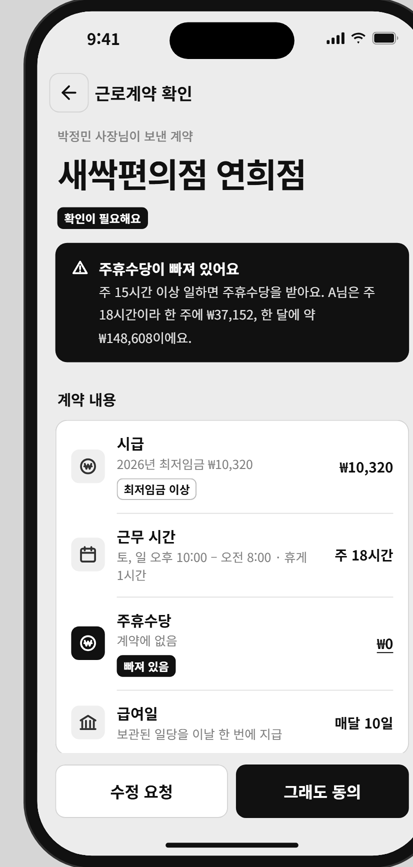 9:41
근로계약 확인
박정민 사장님이 보낸 계약
새싹편의점 연희점
확인이 필요해요
주휴수당이 빠져 있어요
주 15시간 이상 일하면 주휴수당을 받아요. A님은 주
18시간이라 한 주에 ₩37,152, 한 달에 약
₩148,608이에요.
계약 내용
시급
2026년 최저임금 ₩10,320
최저임금 이상
₩10,320
근무 시간
토, 일 오후 10:00 – 오전 8:00 · 휴게
1시간
주 18시간
주휴수당
계약에 없음
빠져 있음
₩0
급여일
보관된 일당을 이날 한 번에 지급
매달 10일
수정 요청
그래도 동의